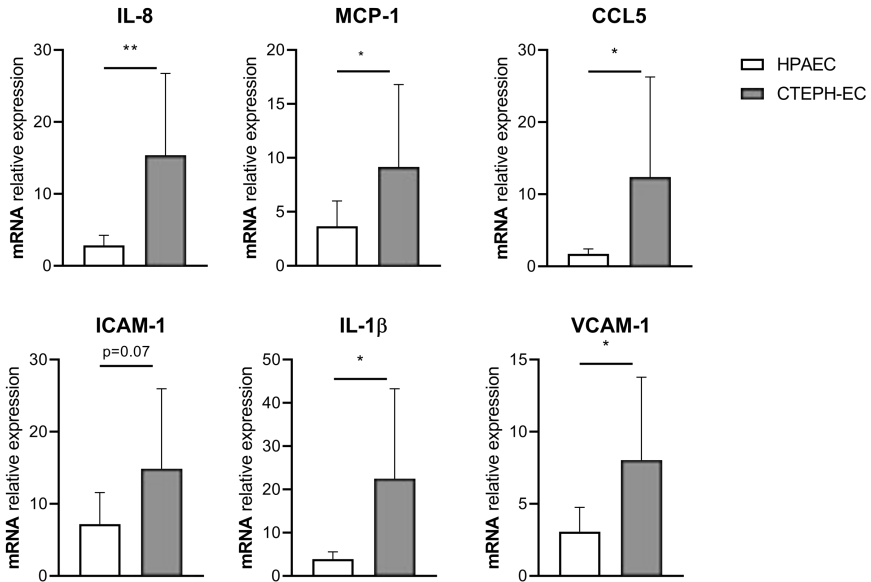 IL-8
**
30
20
10
0
mRNA relative expression
MCP-1
*
20
15
10
5
0
mRNA relative expression
CCL5
*
30
20
10
0
mRNA relative expression
HPAEC
CTEPH-EC
ICAM-1
p=0.07
30
20
10
0
mRNA relative expression
IL-1β
*
50
40
30
20
10
0
mRNA relative expression
VCAM-1
*
15
10
5
0
mRNA relative expression